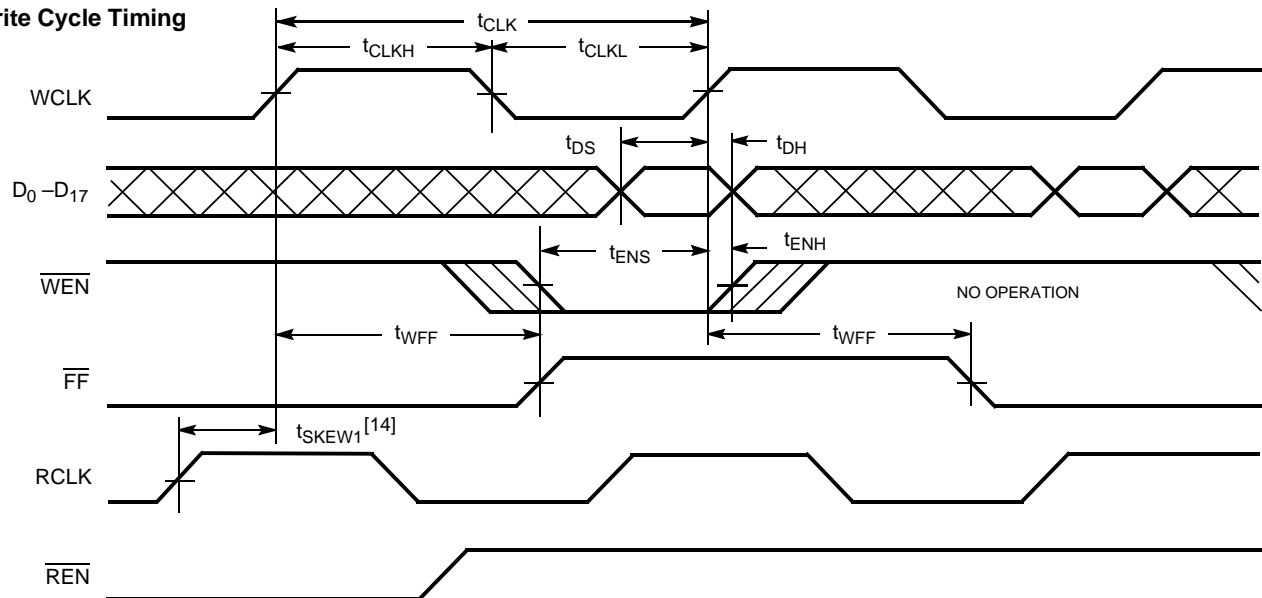 rite Cycle Timing
tCLK
tCLKH
tCLKL
WCLK
tDS
tDH
D0 –D17
tENS
tENH
WEN
NO OPERATION
tWFF
tWFF
FF
tSKEW1[14]
RCLK
REN